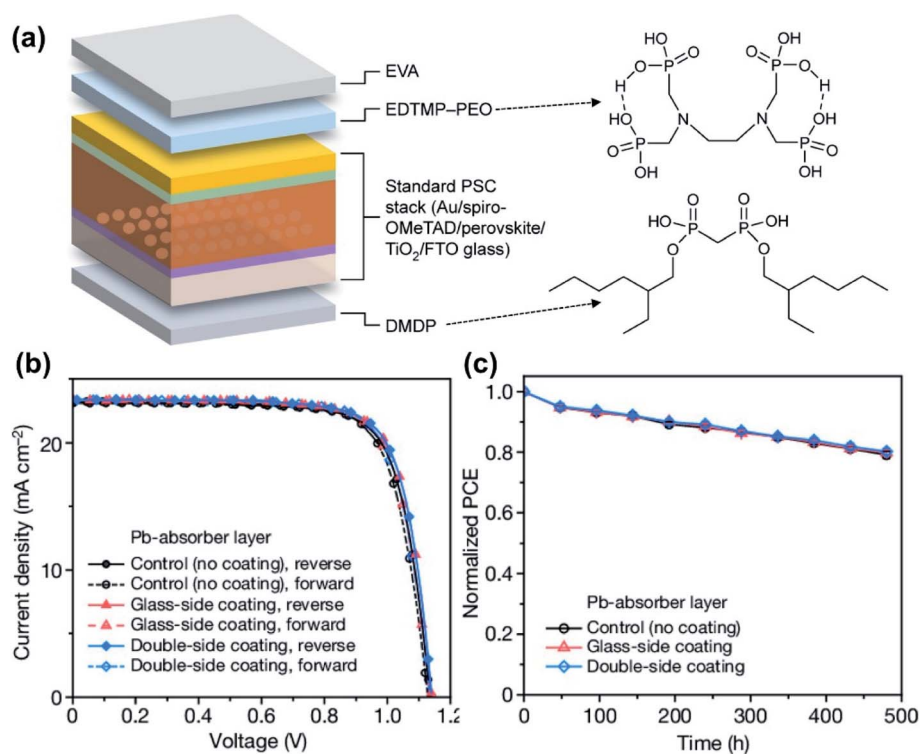 (a)
EVA
EDTMP–PEO
Standard PSC
stack (Au/spiro-
OMeTAD/perovskite/
TiO₂/FTO glass)
DMDP
HO OH HO OH
O P O O P O
H H
HO OH
O P N N P O
OH OH
O O
HO P P OH
O O
(b)
Current density (mA cm⁻²)
20
10
0
Pb-absorber layer
Control (no coating), reverse
Control (no coating), forward
Glass-side coating, reverse
Glass-side coating, forward
Double-side coating, reverse
Double-side coating, forward
0 0.2 0.4 0.6 0.8 1.0 1.2
Voltage (V)
(c)
Normalized PCE
1.0
0.8
0.6
0.4
0.2
0
Pb-absorber layer
Control (no coating)
Glass-side coating
Double-side coating
0 100 200 300 400 500
Time (h)